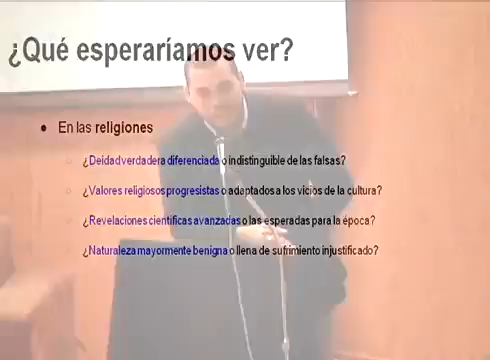 ¿Qué esperaríamos ver?
● En las religiones
○ ¿Deidad verdadera diferenciada o indistinguible de las falsas?
○ ¿Valores religiosos progresistas o adaptados a los vicios de la cultura?
○ ¿Revelaciones científicas avanzadas o las esperadas para la época?
○ ¿Naturaleza mayormente benigna o llena de sufrimiento injustificado?